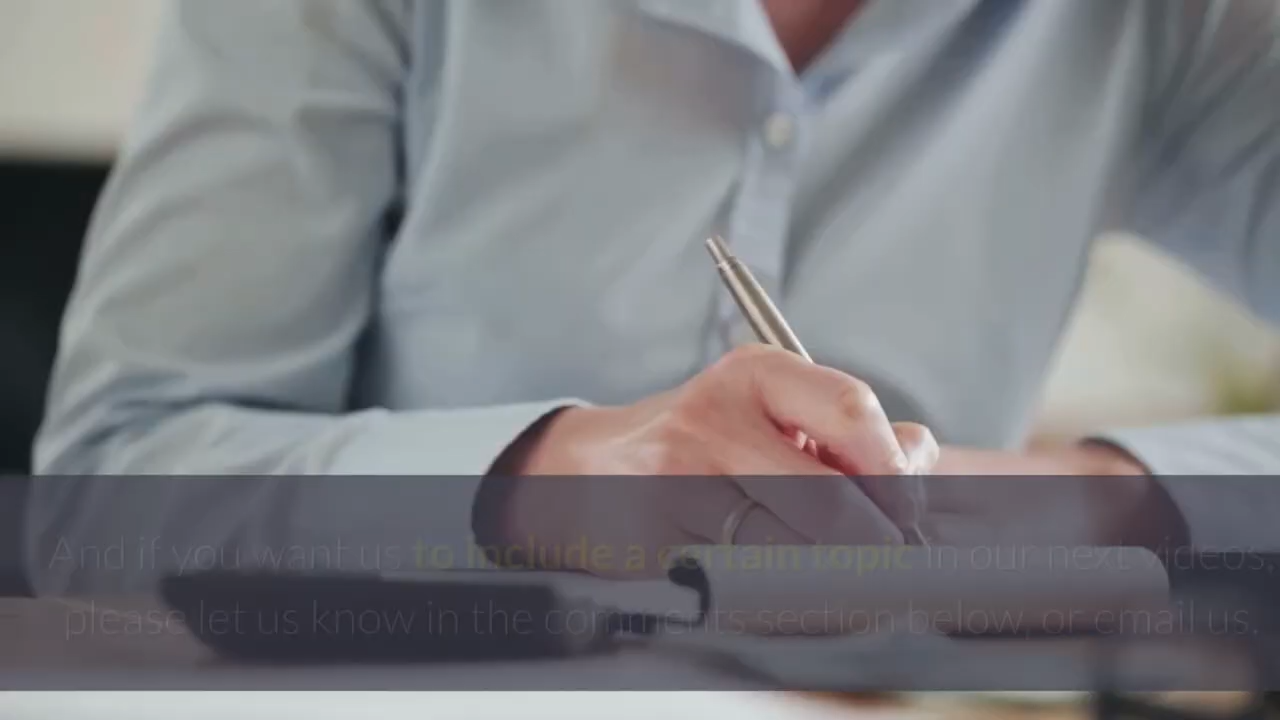 And if you want us to include a certain topic in our next videos,
please let us know in the comments section below, or email us.